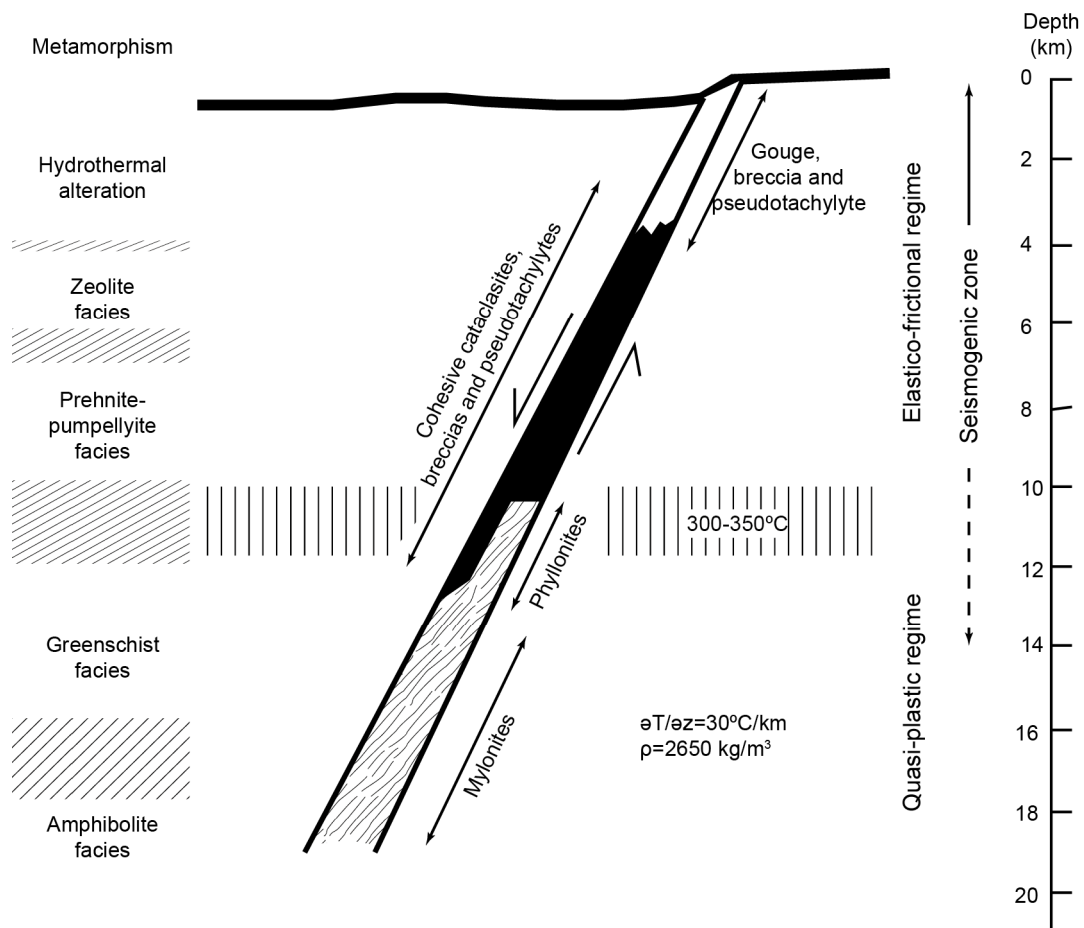 Metamorphism
Hydrothermal
alteration
Zeolite
facies
Prehnite-
pumpellyite
facies
Greenschist
facies
Amphibolite
facies
Cohesive cataclasites,
breccias and pseudotachylytes
Gouge,
breccia and
pseudotachylyte
Phyllonites
Mylonites
300-350ºC
əT/əz=30ºC/km
ρ=2650 kg/m³
Elastico-frictional regime
Quasi-plastic regime
Seismogenic zone
Depth
(km)
0
2
4
6
8
10
12
14
16
18
20